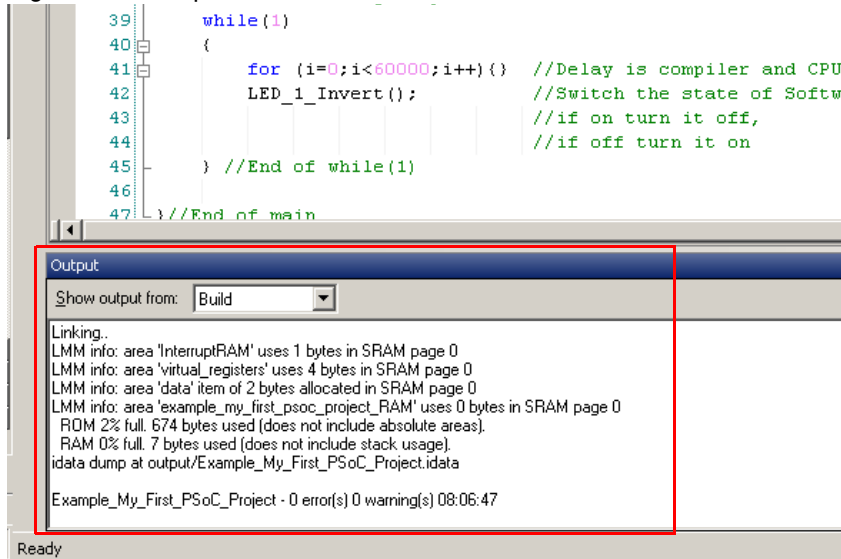 39 while(1)
40 {
41 for (i=0;i<60000;i++){} //Delay is compiler and CPU
42 LED_1_Invert(); //Switch the state of Softw
43 //if on turn it off,
44 //if off turn it on
45 } //End of while(1)
46
47 }//End of main
Output
Show output from: Build
Linking..
LMM info: area 'InterruptRAM' uses 1 bytes in SRAM page 0
LMM info: area 'virtual_registers' uses 4 bytes in SRAM page 0
LMM info: area 'data' item of 2 bytes allocated in SRAM page 0
LMM info: area 'example_my_first_psoc_project_RAM' uses 0 bytes in SRAM page 0
ROM 2% full. 674 bytes used (does not include absolute areas).
RAM 0% full. 7 bytes used (does not include stack usage).
idata dump at output/Example_My_First_PSoC_Project.idata
Example_My_First_PSoC_Project - 0 error(s) 0 warning(s) 08:06:47
Ready